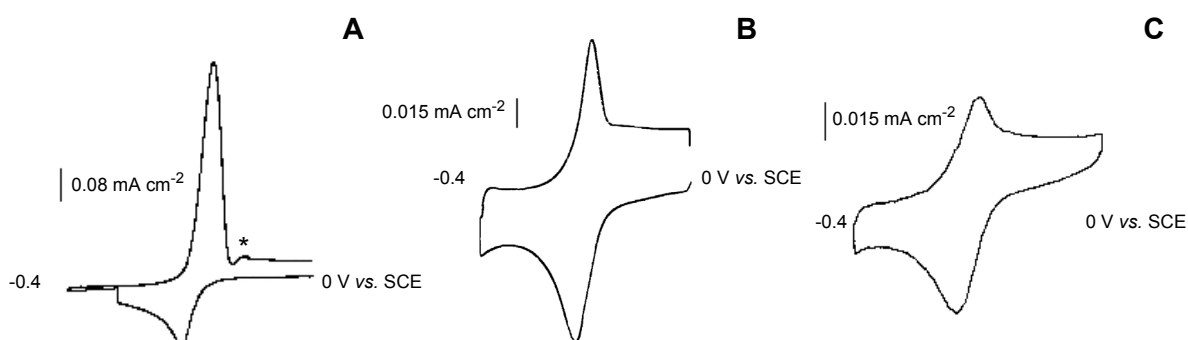 A
0.08 mA cm-2
*
-0.4
0 V vs. SCE
B
0.015 mA cm-2
-0.4
0 V vs. SCE
C
0.015 mA cm-2
-0.4
0 V vs. SCE